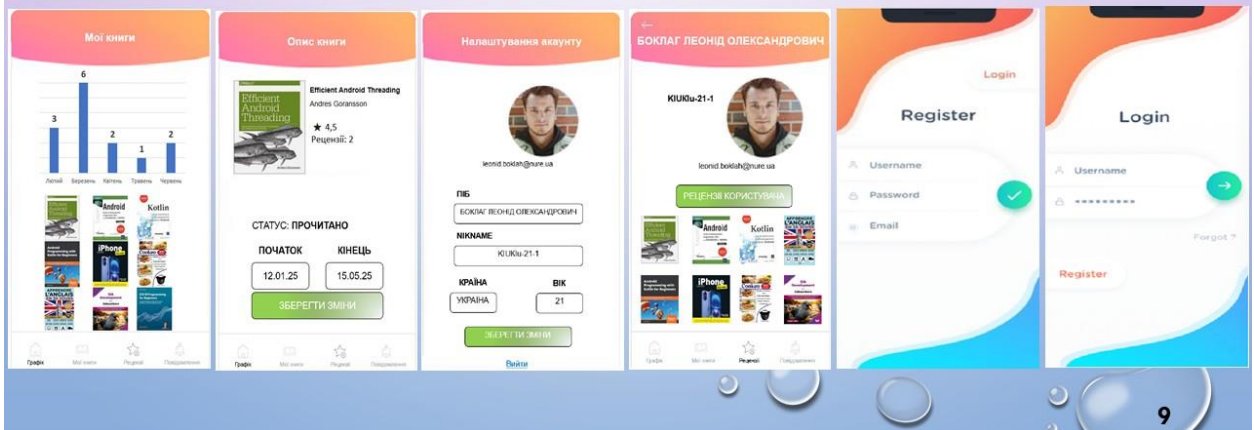 Мої книги
6
3
2
1
2
Лютий Березень Квітень Травень Червень
Efficient
Android
Threading
Android
Kotlin
iPhone
L'ANGLAIS
Графік Мої книги Рецензії Повідомлення
Опис книги
Efficient
Android
Threading
Efficient Android Threading
Andres Goransson
★ 4,5
Рецензії: 2
СТАТУС: ПРОЧИТАНО
ПОЧАТОК КІНЕЦЬ
12.01.25 15.05.25
ЗБЕРЕГТИ ЗМІНИ
Графік Мої книги Рецензії Повідомлення
Налаштування акаунту
leonid.boklah@nure.ua
ПІБ
БОКЛАГ ЛЕОНІД ОЛЕКСАНДРОВИЧ
NIKNAME
KIUKIu-21-1
КРАЇНА ВІК
УКРАЇНА 21
ЗБЕРЕГТИ ЗМІНИ
Вийти
←
БОКЛАГ ЛЕОНІД ОЛЕКСАНДРОВИЧ
KIUKIu-21-1
leonid.boklah@nure.ua
РЕЦЕНЗІЇ КОРИСТУВАЧА
Android
Kotlin
L'ANGLAIS
iPhone
Графік Мої книги Рецензії Повідомлення
Login
Register
Username
Password
Email
Login
Username
Forgot ?
Register
9